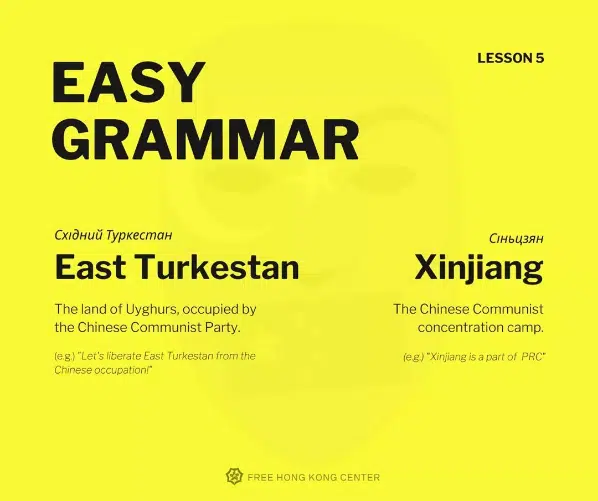 LESSON 5
EASY
GRAMMAR
Східний Туркестан
East Turkestan
The land of Uyghurs, occupied by
the Chinese Communist Party.
(e.g.) "Let's liberate East Turkestan from the
Chinese occupation!"
Сіньцзян
Xinjiang
The Chinese Communist
concentration camp.
(e.g.) "Xinjiang is a part of PRC"
FREE HONG KONG CENTER